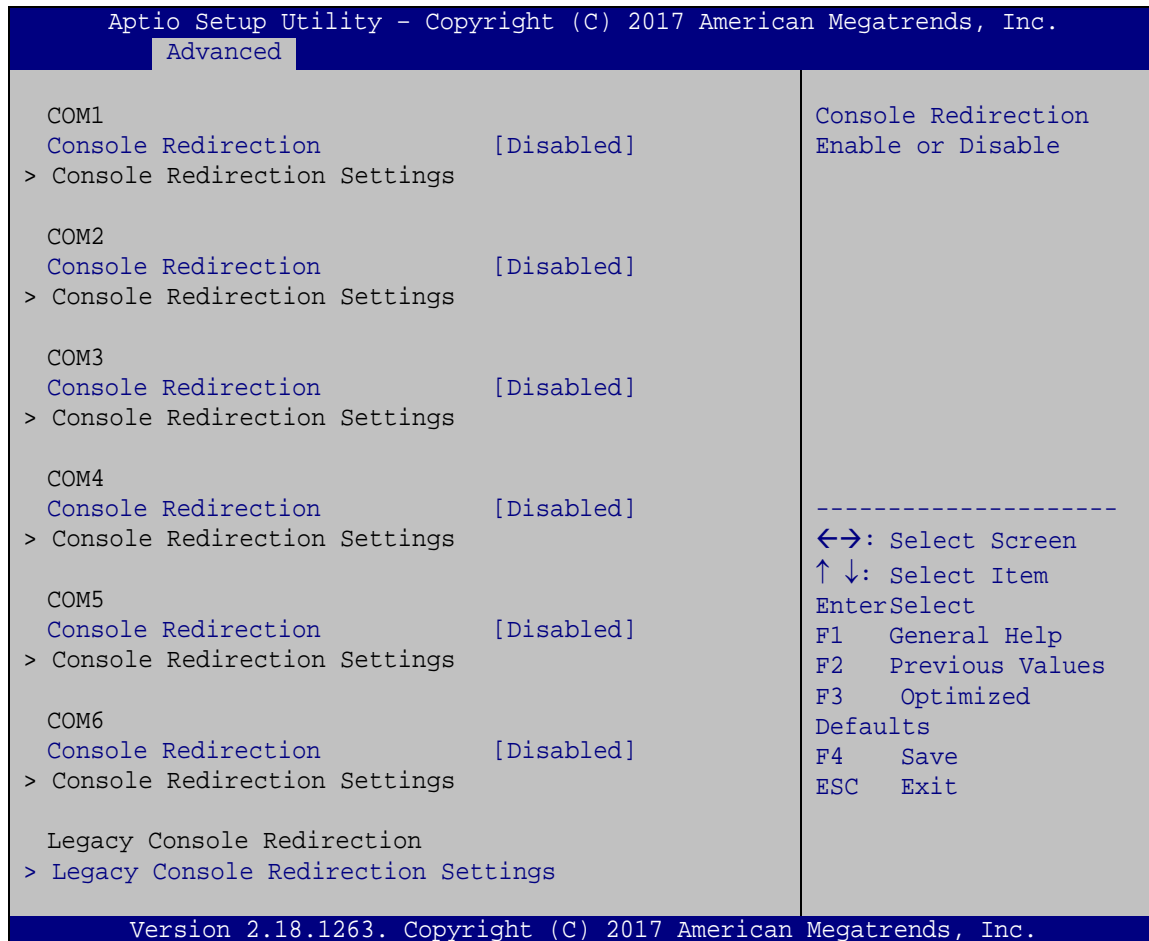 Aptio Setup Utility – Copyright (C) 2017 American Megatrends, Inc.
Advanced
COM1
Console Redirection [Disabled]
> Console Redirection Settings
COM2
Console Redirection [Disabled]
> Console Redirection Settings
COM3
Console Redirection [Disabled]
> Console Redirection Settings
COM4
Console Redirection [Disabled]
> Console Redirection Settings
COM5
Console Redirection [Disabled]
> Console Redirection Settings
COM6
Console Redirection [Disabled]
> Console Redirection Settings
Legacy Console Redirection
> Legacy Console Redirection Settings
Console Redirection
Enable or Disable
---------------------
←→: Select Screen
↑ ↓: Select Item
EnterSelect
F1 General Help
F2 Previous Values
F3 Optimized
Defaults
F4 Save
ESC Exit
Version 2.18.1263. Copyright (C) 2017 American Megatrends, Inc.